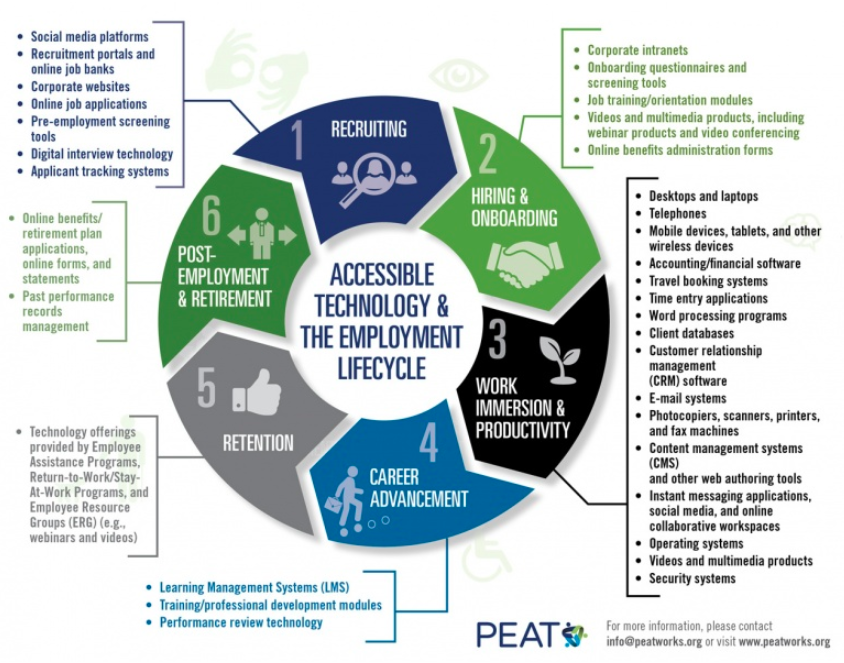 • Social media platforms
• Recruitment portals and
online job banks
• Corporate websites
• Online job applications
• Pre-employment screening
tools
• Digital interview technology
• Applicant tracking systems
1
RECRUITING
• Corporate intranets
• Onboarding questionnaires and
screening tools
• Job training/orientation modules
• Videos and multimedia products, including
webinar products and video conferencing
• Online benefits administration forms
2
HIRING &
ONBOARDING
• Desktops and laptops
• Telephones
• Mobile devices, tablets, and other
wireless devices
• Accounting/financial software
• Travel booking systems
• Time entry applications
• Word processing programs
• Client databases
• Customer relationship
management
(CRM) software
• E-mail systems
• Photocopiers, scanners, printers,
and fax machines
• Content management systems
(CMS)
and other web authoring tools
• Instant messaging applications,
social media, and online
collaborative workspaces
• Operating systems
• Videos and multimedia products
• Security systems
3
WORK
IMMERSION &
PRODUCTIVITY
4
CAREER
ADVANCEMENT
• Learning Management Systems (LMS)
• Training/professional development modules
• Performance review technology
5
RETENTION
• Technology offerings
provided by Employee
Assistance Programs,
Return-to-Work/Stay-
At-Work Programs, and
Employee Resource
Groups (ERG) (e.g.,
webinars and videos)
6
POST-
EMPLOYMENT
& RETIREMENT
• Online benefits/
retirement plan
applications,
online forms, and
statements
• Past performance
records
management
ACCESSIBLE
TECHNOLOGY &
THE EMPLOYMENT
LIFECYCLE
PEAT
For more information, please contact
info@peatworks.org or visit www.peatworks.org